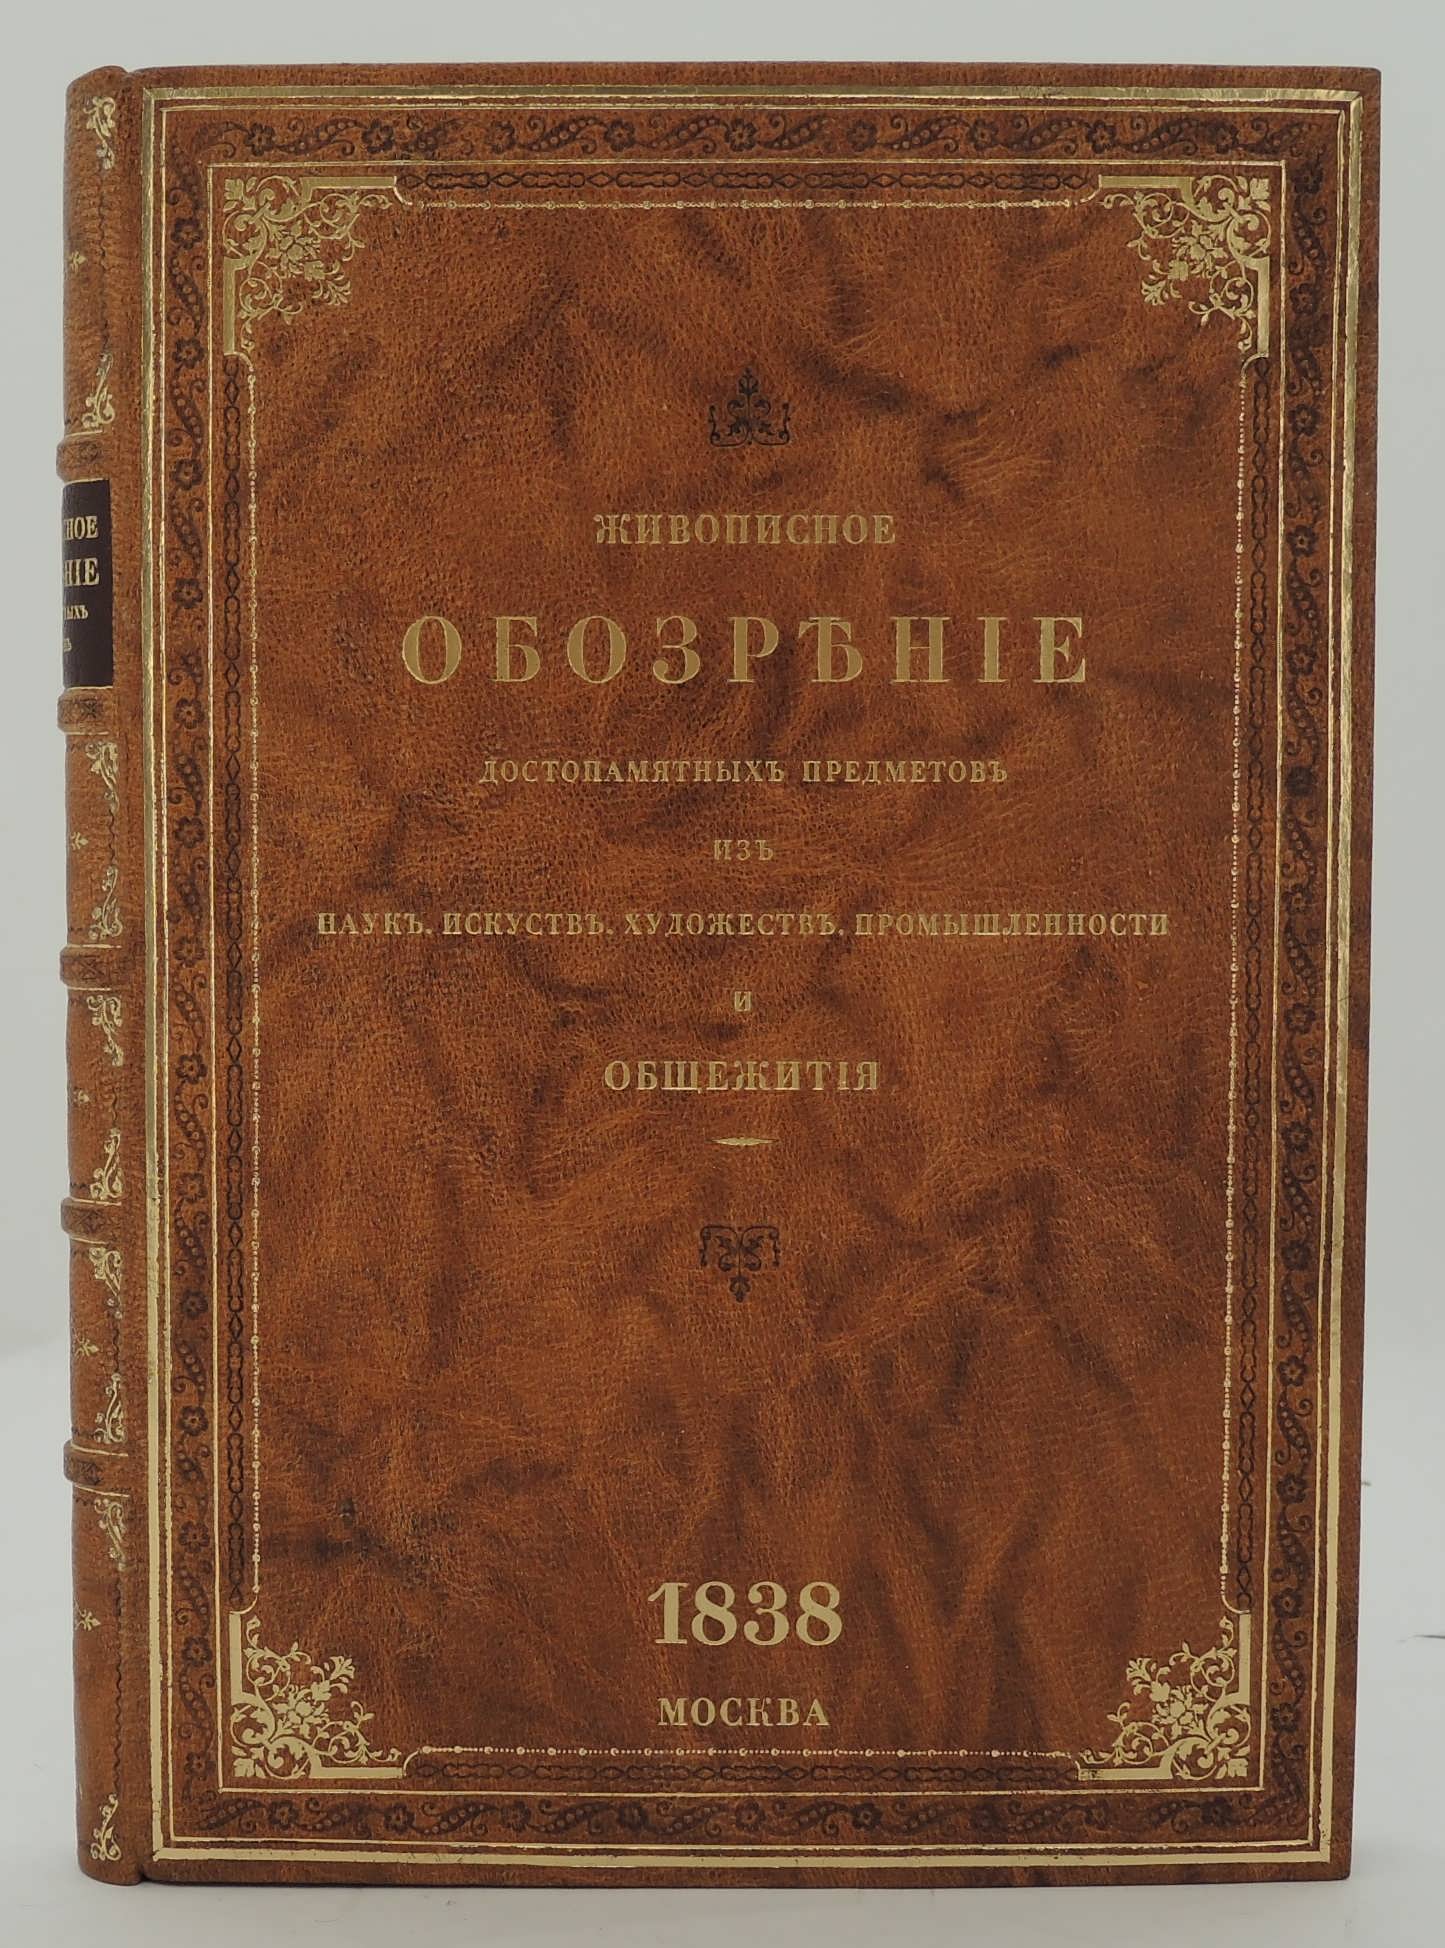 ЖИВОПИСНОЕ
ОБОЗРѢНІЕ
ДОСТОПАМЯТНЫХЪ ПРЕДМЕТОВЪ
ИЗЪ
НАУКЪ. ИСКУСТВЪ. ХУДОЖЕСТВЪ. ПРОМЫШЛЕННОСТИ
И
ОБЩЕЖИТІЯ
1838
МОСКВА